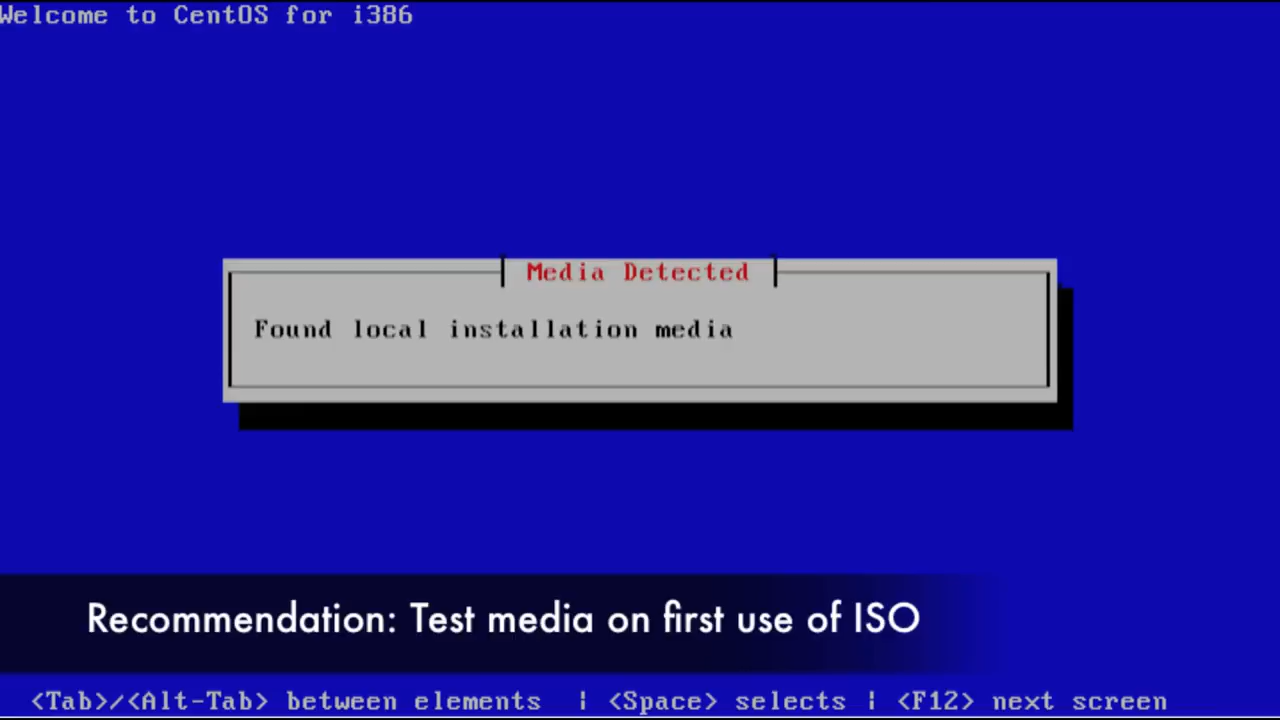 Welcome to CentOS for i386
Media Detected
Found local installation media
Recommendation: Test media on first use of ISO
<Tab>/<Alt-Tab> between elements | <Space> selects | <F12> next screen